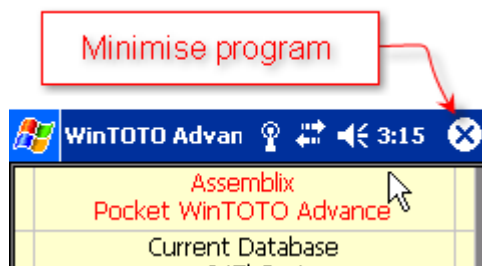 Minimise program
WinTOTO Advan 3:15
Assemblix
Pocket WinTOTO Advance
Current Database